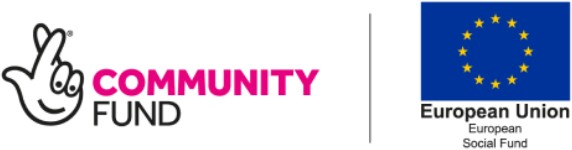 COMMUNITY
FUND
European Union
European
Social Fund